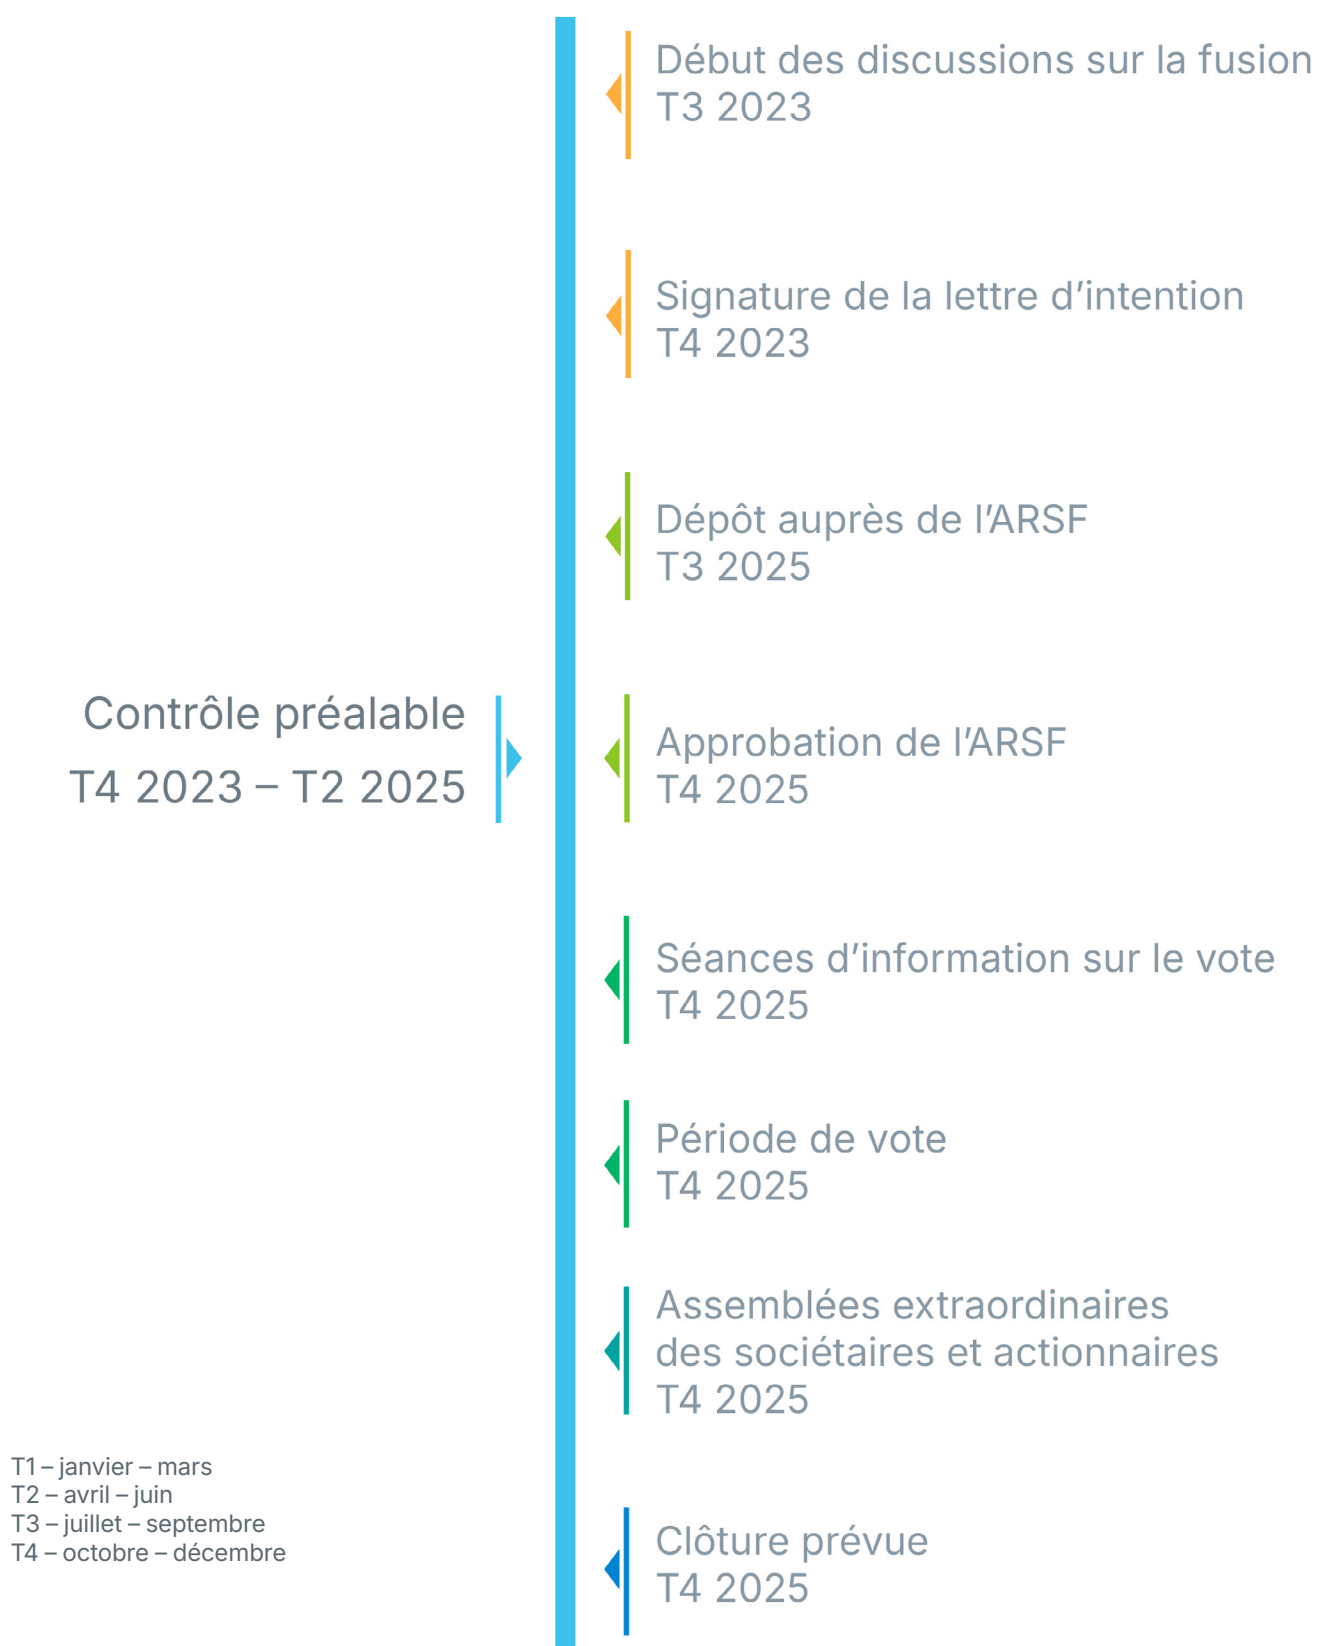 Début des discussions sur la fusion
T3 2023
Signature de la lettre d’intention
T4 2023
Dépôt auprès de l’ARSF
T3 2025
Contrôle préalable
T4 2023 – T2 2025
Approbation de l’ARSF
T4 2025
Séances d’information sur le vote
T4 2025
Période de vote
T4 2025
Assemblées extraordinaires
des sociétaires et actionnaires
T4 2025
T1 – janvier – mars
T2 – avril – juin
T3 – juillet – septembre
T4 – octobre – décembre
Clôture prévue
T4 2025